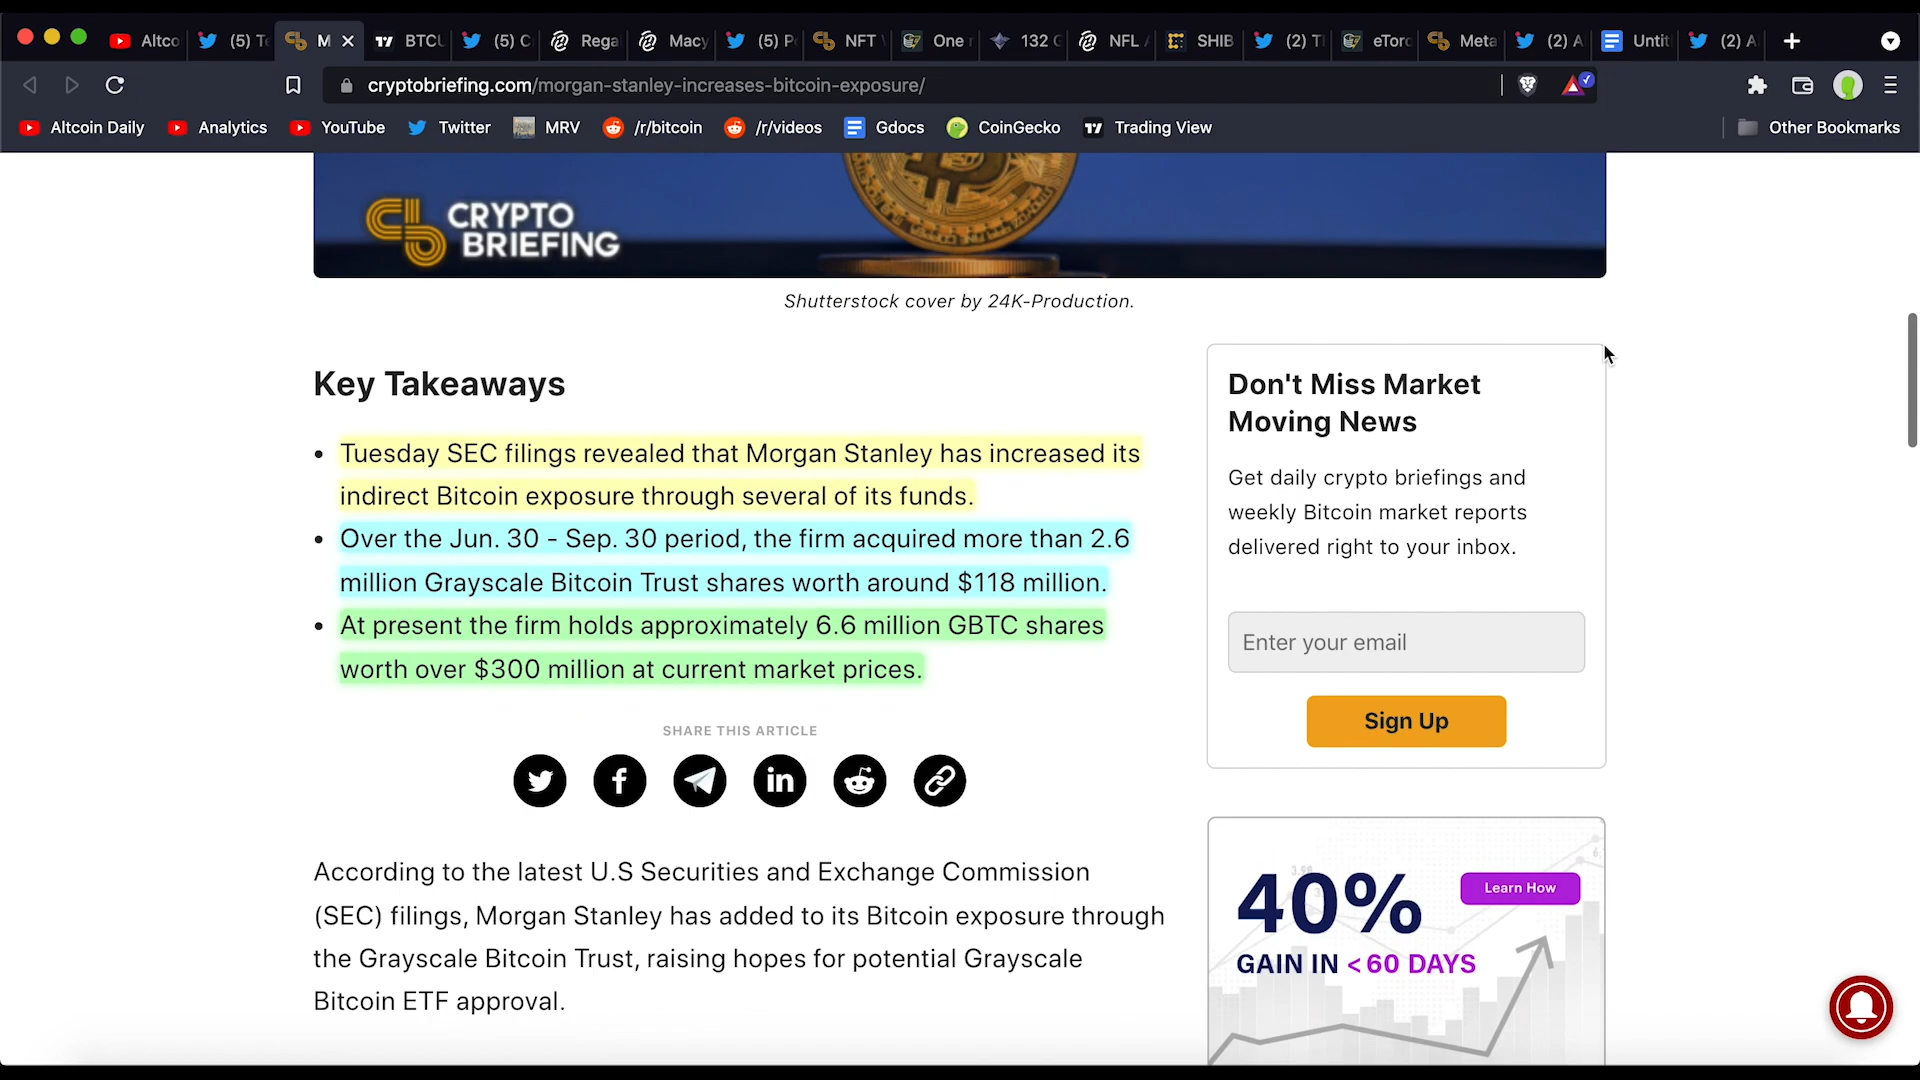 Altco
(5) Te
M
BTCU
(5) C
Rega
Macy
(5) P
NFT
One r
132 G
NFL
SHIB
(2) T
eTorc
Meta
(2) A
Untit
(2) A
cryptobriefing.com/morgan-stanley-increases-bitcoin-exposure/
Altcoin Daily
Analytics
YouTube
Twitter
MRV
/r/bitcoin
/r/videos
Gdocs
CoinGecko
Trading View
Other Bookmarks
CRYPTO
BRIEFING
Shutterstock cover by 24K-Production.
Key Takeaways
Tuesday SEC filings revealed that Morgan Stanley has increased its
indirect Bitcoin exposure through several of its funds.
Over the Jun. 30 - Sep. 30 period, the firm acquired more than 2.6
million Grayscale Bitcoin Trust shares worth around $118 million.
At present the firm holds approximately 6.6 million GBTC shares
worth over $300 million at current market prices.
SHARE THIS ARTICLE
According to the latest U.S Securities and Exchange Commission
(SEC) filings, Morgan Stanley has added to its Bitcoin exposure through
the Grayscale Bitcoin Trust, raising hopes for potential Grayscale
Bitcoin ETF approval.
Don't Miss Market
Moving News
Get daily crypto briefings and
weekly Bitcoin market reports
delivered right to your inbox.
Enter your email
Sign Up
40%
Learn How
GAIN IN <60 DAYS